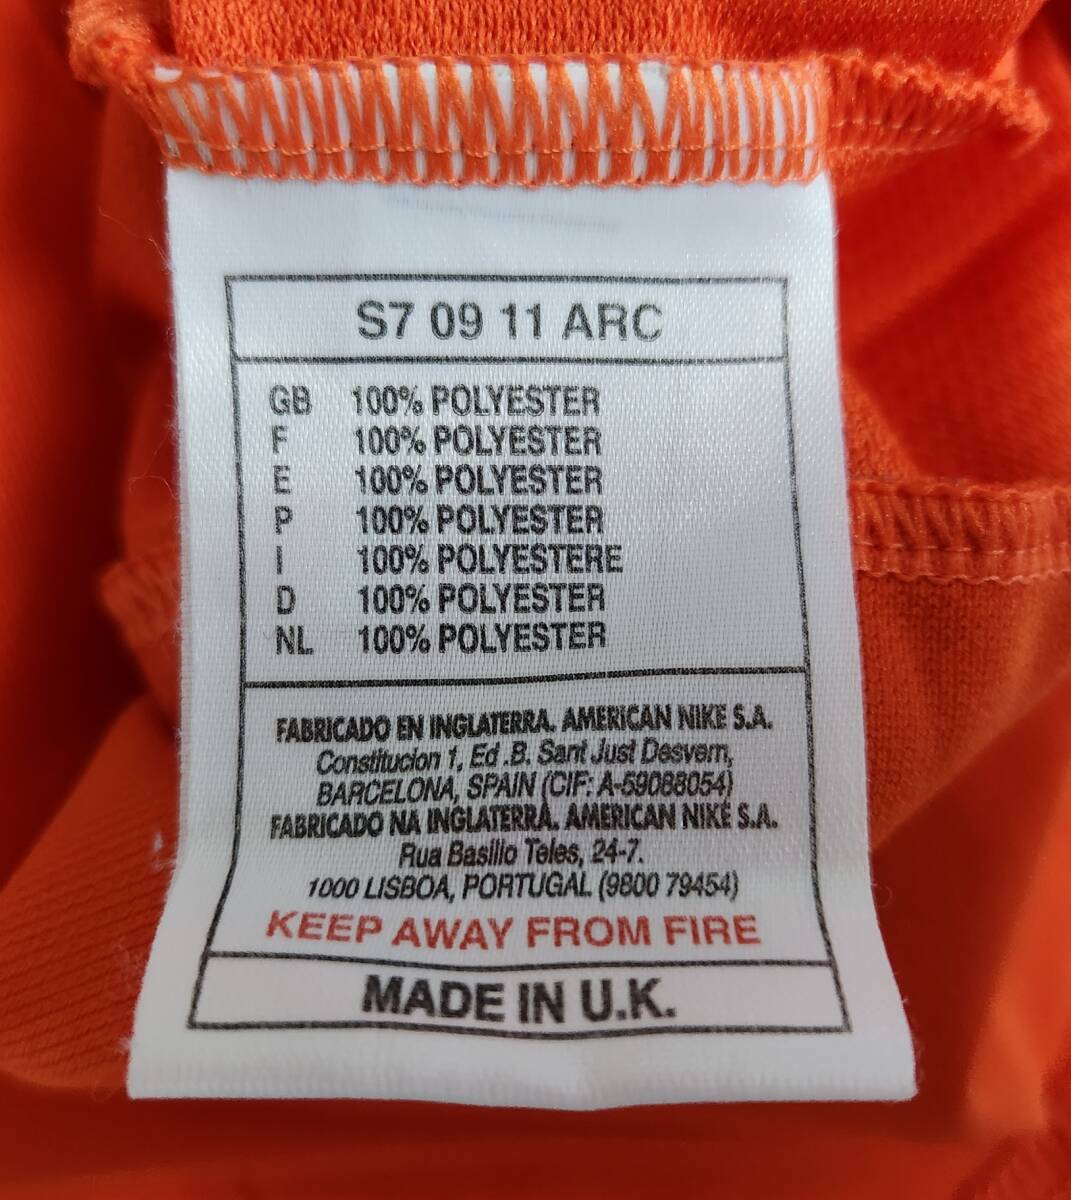 S7 09 11 ARC
GB 100% POLYESTER
F 100% POLYESTER
E 100% POLYESTER
P 100% POLYESTER
I 100% POLYESTERE
D 100% POLYESTER
NL 100% POLYESTER
FABRICADO EN INGLATERRA. AMERICAN NIKE S.A.
Constitucion 1, Ed .B. Sant Just Desvern,
BARCELONA, SPAIN (CIF: A-59088054)
FABRICADO NA INGLATERRA. AMERICAN NIKE S.A.
Rua Basilio Teles, 24-7.
1000 LISBOA, PORTUGAL (9800 79454)
KEEP AWAY FROM FIRE
MADE IN U.K.